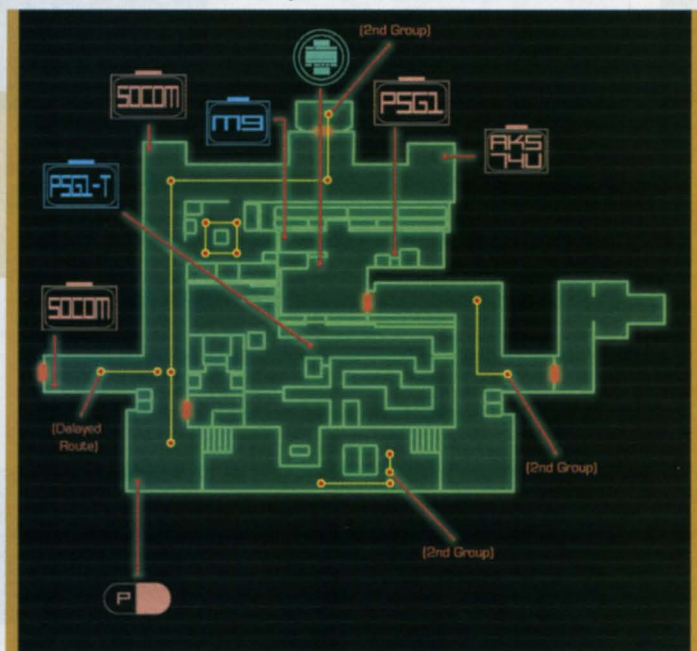 (2nd Group)
SOCOM
M9
PSG1
AKS
74U
PSG1-T
SOCOM
(Delayed
Route)
(2nd Group)
(2nd Group)
P